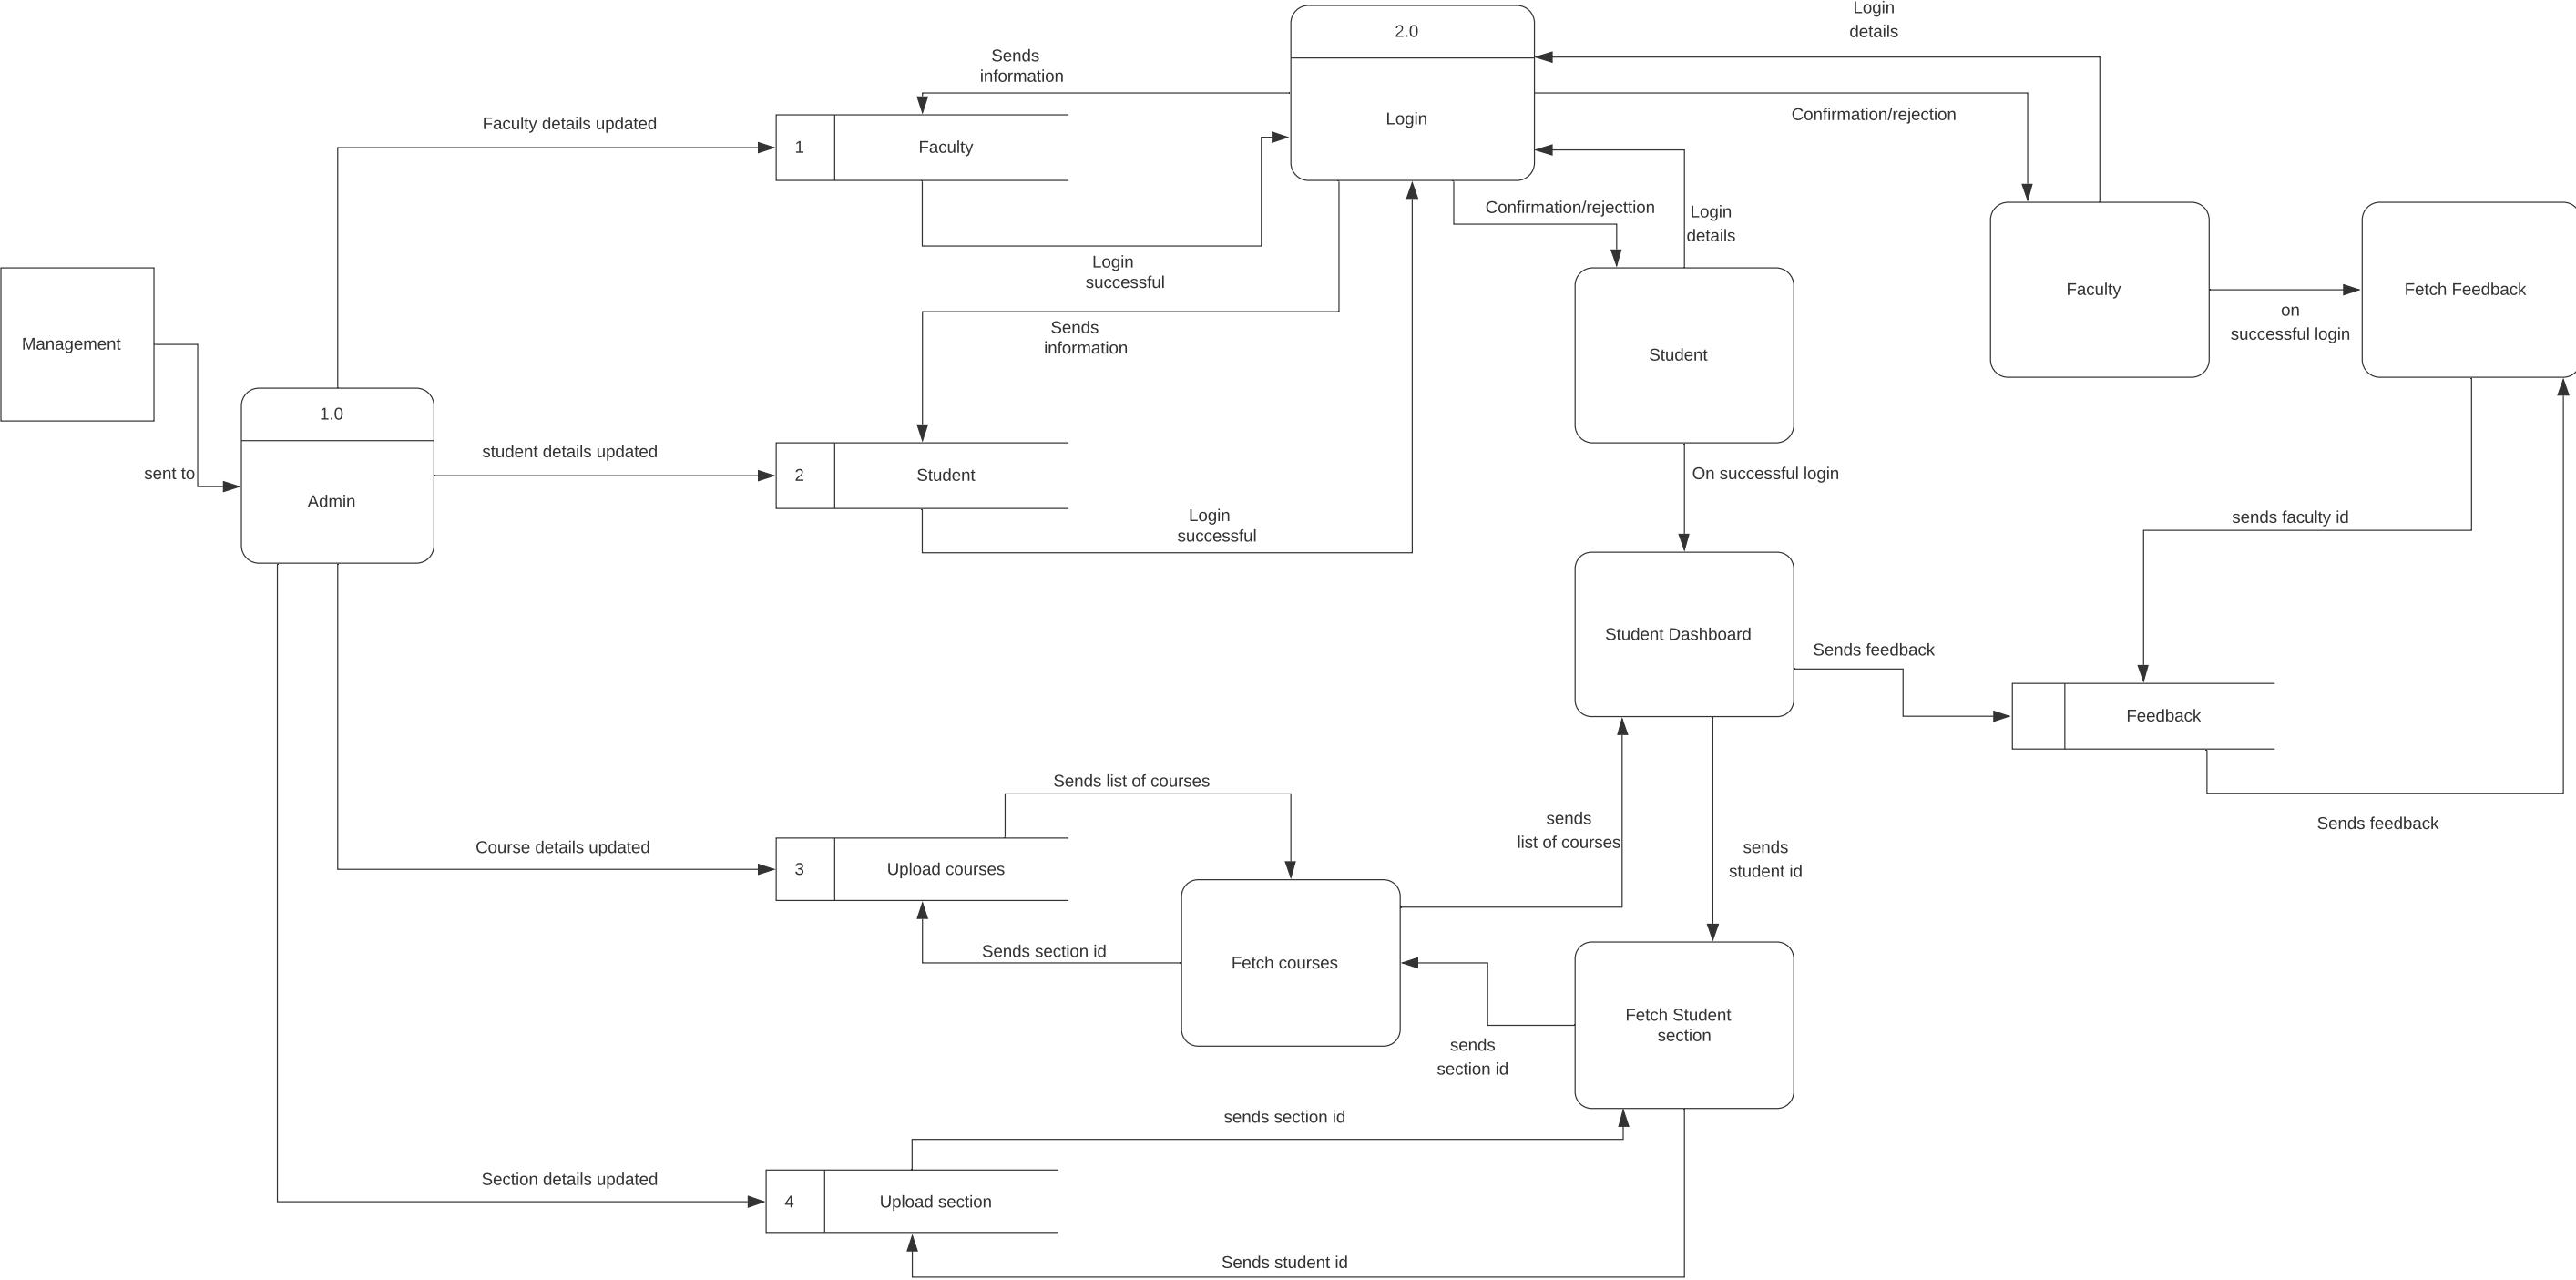 Login
details
2.0
Sends
information
Login
Confirmation/rejection
Faculty details updated
1
Faculty
Confirmation/rejecttion
Login
details
Login
successful
Faculty
on
successful login
Fetch Feedback
Management
Sends
information
Student
sent to
1.0
Admin
student details updated
2
Student
On successful login
Login
successful
sends faculty id
Student Dashboard
Sends feedback
Feedback
Sends list of courses
sends
list of courses
Sends feedback
Course details updated
3
Upload courses
sends
student id
Sends section id
Fetch courses
Fetch Student
section
sends
section id
sends section id
Section details updated
4
Upload section
Sends student id